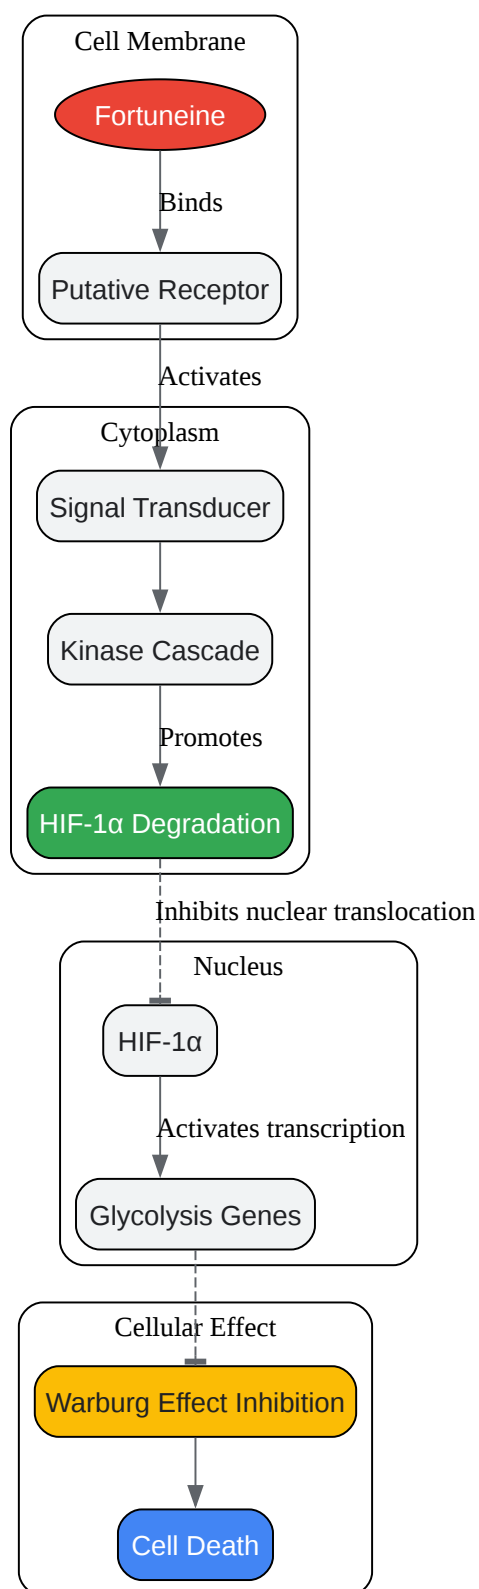 Cell Membrane
Fortuneine
Binds
Putative Receptor
Activates
Cytoplasm
Signal Transducer
Kinase Cascade
Promotes
HIF-1α Degradation
Inhibits nuclear translocation
Nucleus
HIF-1α
Activates transcription
Glycolysis Genes
Cellular Effect
Warburg Effect Inhibition
Cell Death